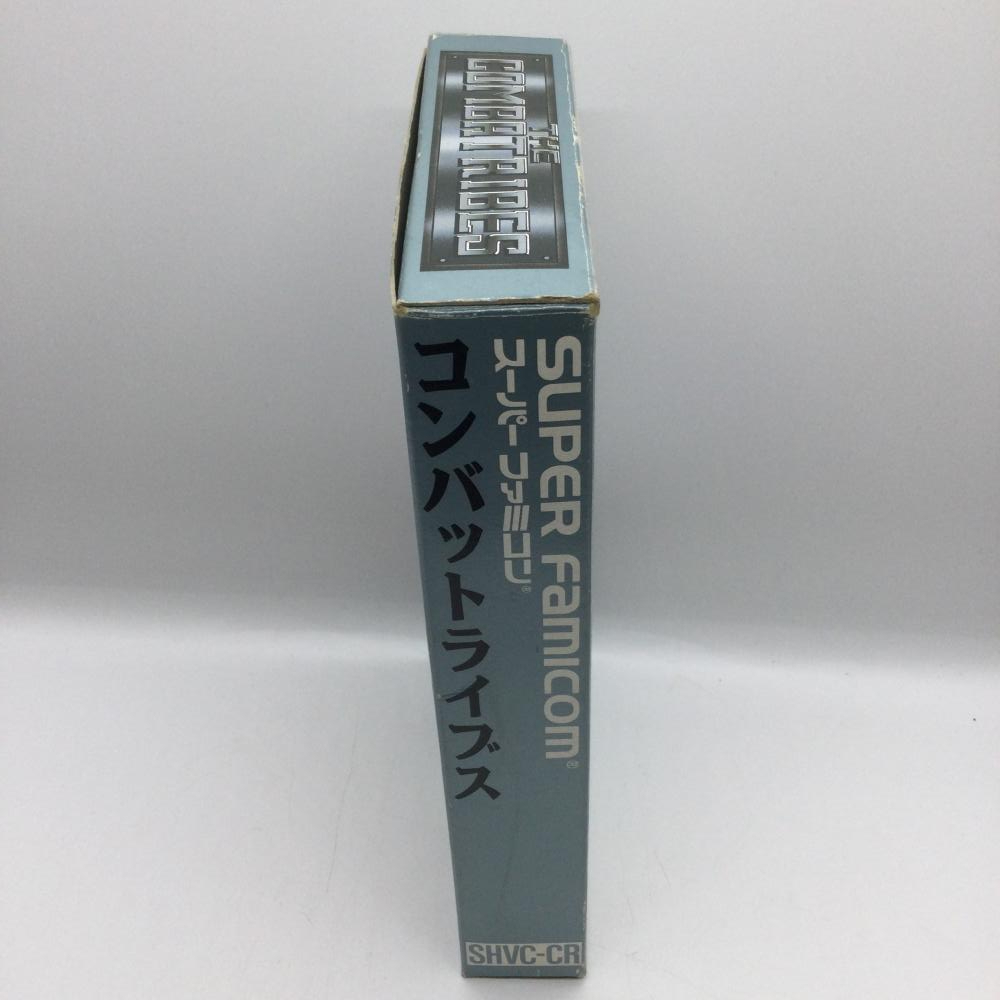 THE
COMBATRIBES
SUPER FAMICOM®
スーパーファミコン®
コンバットライブス
SHVC-CR